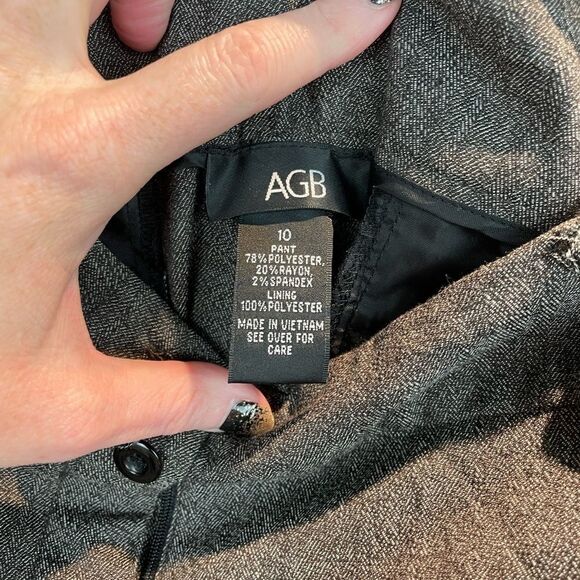 AGB
10
PANT
78% POLYESTER,
20% RAYON,
2% SPANDEX
LINING
100% POLYESTER
MADE IN VIETNAM
SEE OVER FOR
CARE